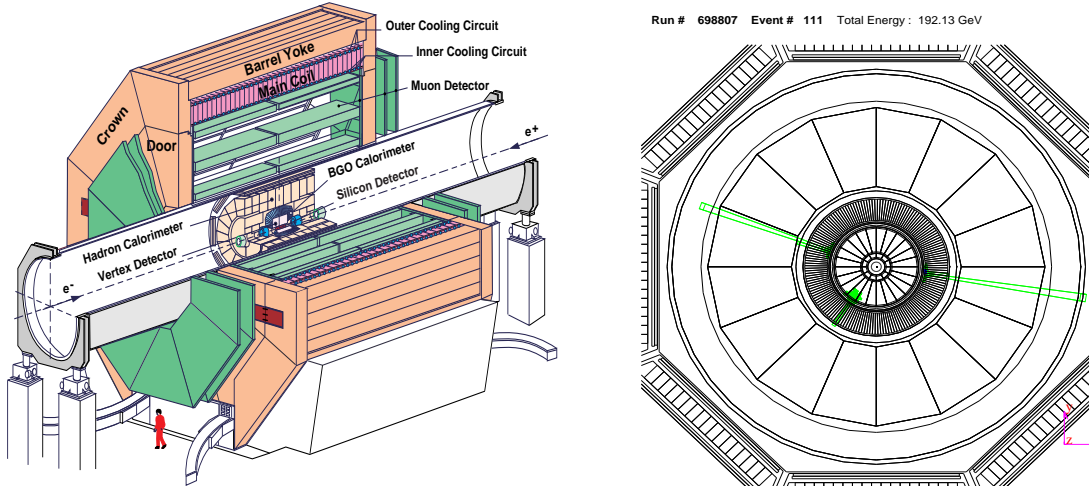 Outer Cooling Circuit
Inner Cooling Circuit
Muon Detector
Barrel Yoke
Main Coil
Crown
Door
e+
BGO Calorimeter
Silicon Detector
Hadron Calorimeter
Vertex Detector
e-
Run # 698807 Event # 111 Total Energy : 192.13 GeV
z